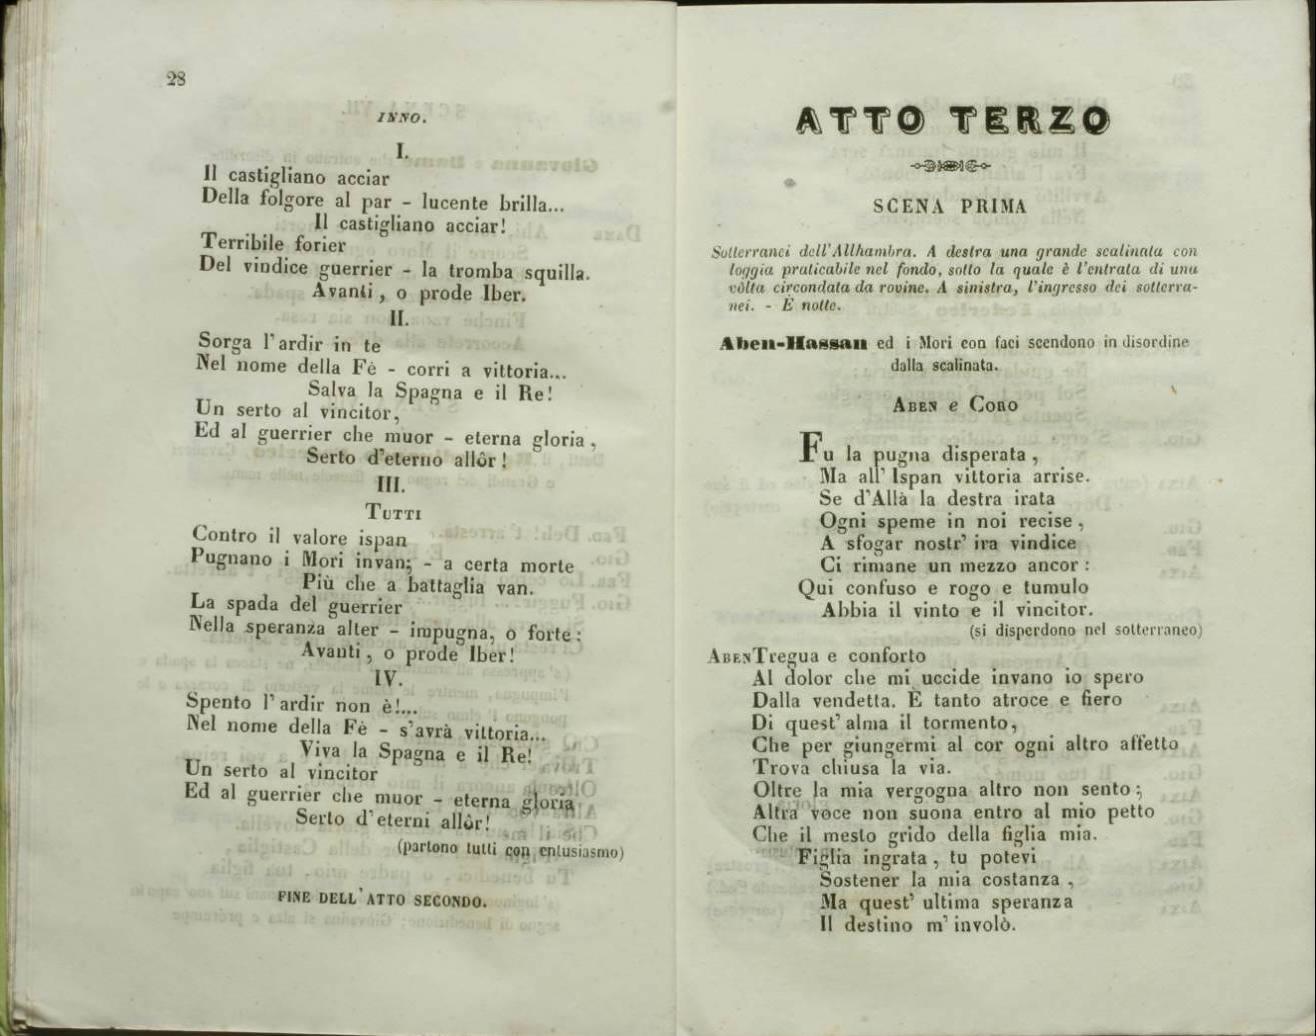 28
INNO.
I.
Il castigliano acciar
Della folgore al par - lucente brilla...
Il castigliano acciar!
Terribile forier
Del vindice guerrier - la tromba squilla.
Avanti, o prode Iber.
II.
Sorga l'ardir in te
Nel nome della Fè - corri a vittoria...
Salva la Spagna e il Re!
Un serto al vincitor,
Ed al guerrier che muor - eterna gloria,
Serto d'eterno allôr!
III.
TUTTI
Contro il valore ispan
Pugnano i Mori invan; - a certa morte
Più che a battaglia van.
La spada del guerrier
Nella speranza alter - impugna, o forte:
Avanti, o prode Iber!
IV.
Spento l'ardir non è!...
Nel nome della Fè - s'avrà vittoria...
Viva la Spagna e il Re!
Un serto al vincitor
Ed al guerrier che muor - eterna gloria
Serto d'eterni allôr!
(partono tutti con entusiasmo)
FINE DELL'ATTO SECONDO.
ATTO TERZO
SCENA PRIMA
Sotterranei dell'Allhambra. A destra una grande scalinata con
loggia praticabile nel fondo, sotto la quale è l'entrata di una
vôlta circondata da rovine. A sinistra, l'ingresso dei sotterra-
nei. - È notte.
Aben-Hassan ed i Mori con faci scendono in disordine
dalla scalinata.
ABEN e CORO
Fu la pugna disperata,
Ma all' Ispan vittoria arrise.
Se d'Allà la destra irata
Ogni speme in noi recise,
A sfogar nostr' ira vindice
Ci rimane un mezzo ancor:
Qui confuso e rogo e tumulo
Abbia il vinto e il vincitor.
(si disperdono nel sotterraneo)
ABEN Tregua e conforto
Al dolor che mi uccide invano io spero
Dalla vendetta. È tanto atroce e fiero
Di quest' alma il tormento,
Che per giungermi al cor ogni altro affetto
Trova chiusa la via.
Oltre la mia vergogna altro non sento;
Altra voce non suona entro al mio petto
Che il mesto grido della figlia mia.
Figlia ingrata, tu potevi
Sostener la mia costanza,
Ma quest' ultima speranza
Il destino m' involò.